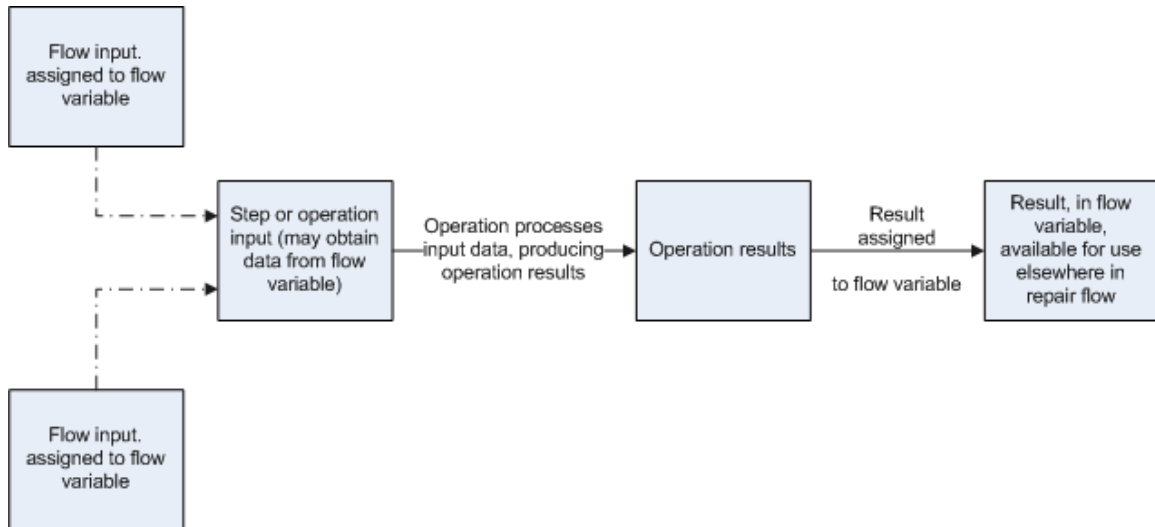 Flow input.
assigned to flow
variable
Step or operation
input (may obtain
data from flow
variable)
Operation processes
input data, producing
operation results
Operation results
Result
assigned
to flow variable
Result, in flow
variable,
available for use
elsewhere in
repair flow
Flow input.
assigned to flow
variable